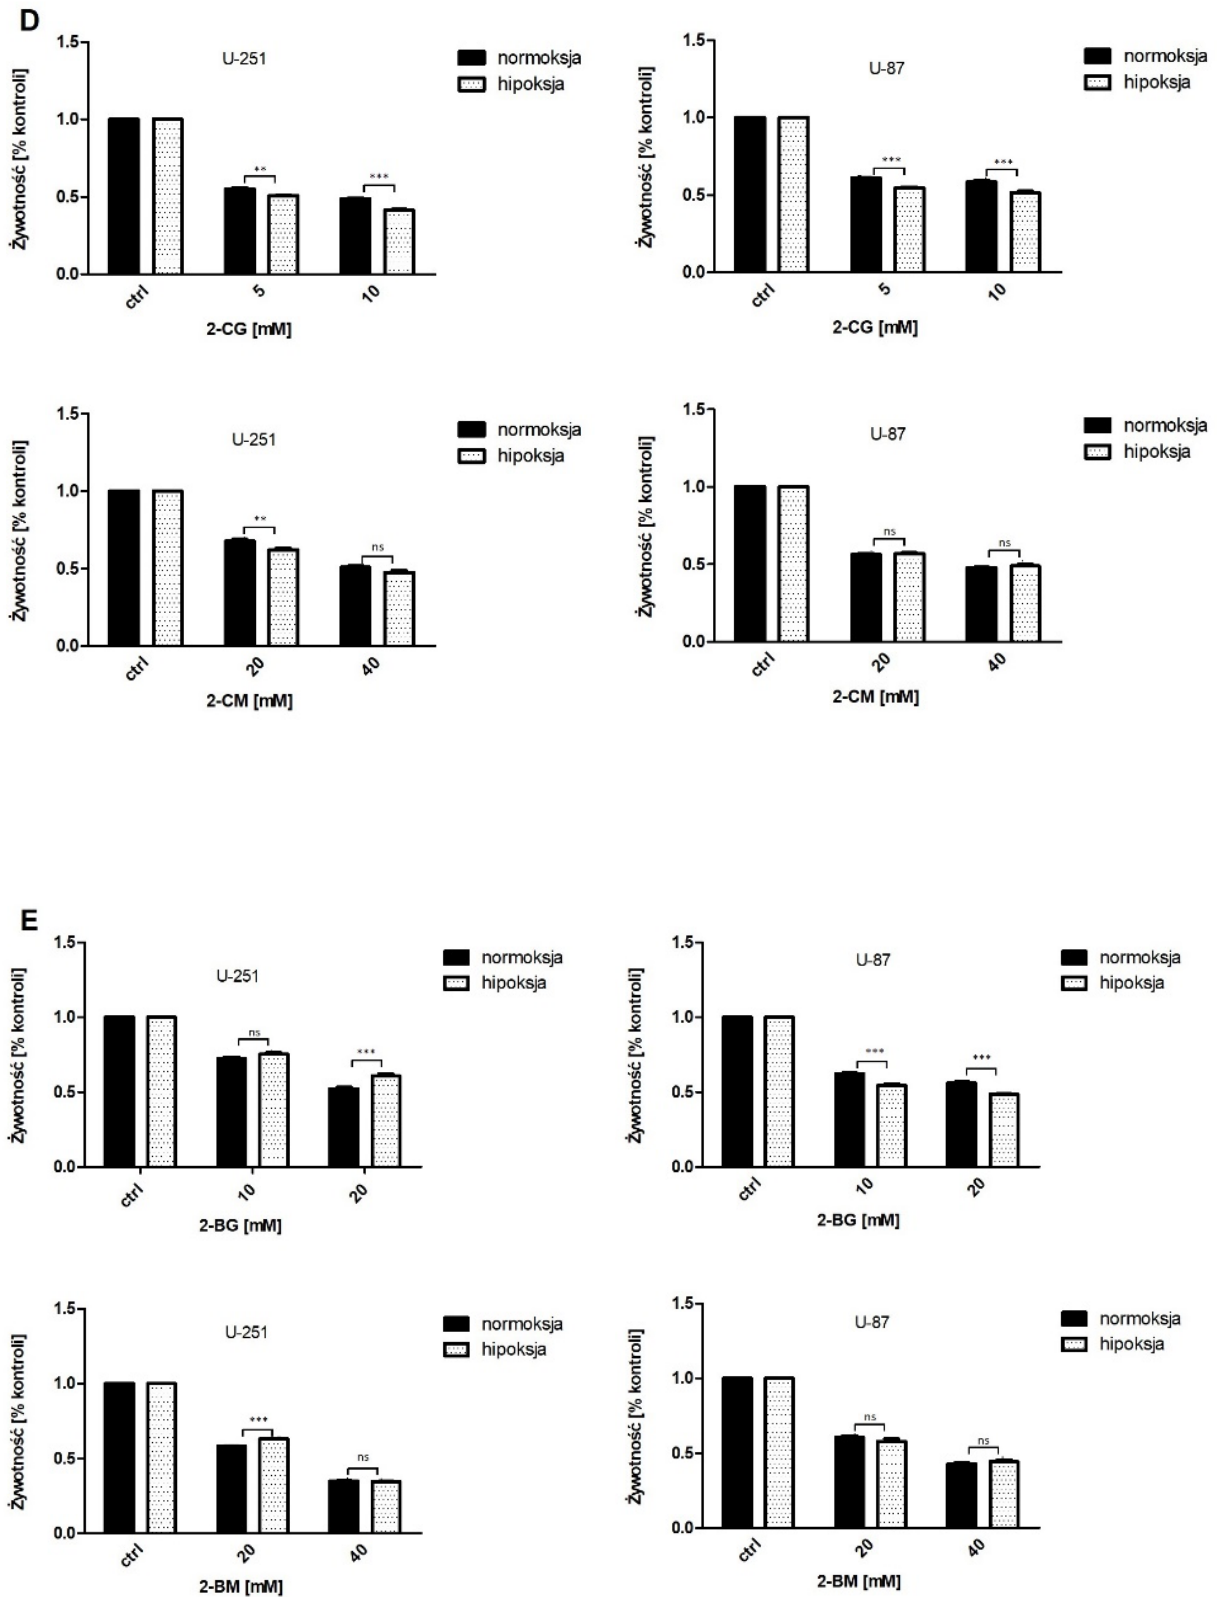 D
U-251
normoksja
hipoksja
Żywotność [% kontroli]
1.5
1.0
0.5
0.0
**
***
ctrl
5
10
2-CG [mM]
U-87
normoksja
hipoksja
Żywotność [% kontroli]
1.5
1.0
0.5
0.0
***
***
ctrl
5
10
2-CG [mM]
U-251
normoksja
hipoksja
Żywotność [% kontroli]
1.5
1.0
0.5
0.0
**
ns
ctrl
20
40
2-CM [mM]
U-87
normoksja
hipoksja
Żywotność [% kontroli]
1.5
1.0
0.5
0.0
ns
ns
ctrl
20
40
2-CM [mM]
E
U-251
normoksja
hipoksja
Żywotność [% kontroli]
1.5
1.0
0.5
0.0
ns
***
ctrl
10
20
2-BG [mM]
U-87
normoksja
hipoksja
Żywotność [% kontroli]
1.5
1.0
0.5
0.0
***
***
ctrl
10
20
2-BG [mM]
U-251
normoksja
hipoksja
Żywotność [% kontroli]
1.5
1.0
0.5
0.0
***
ns
ctrl
20
40
2-BM [mM]
U-87
normoksja
hipoksja
Żywotność [% kontroli]
1.5
1.0
0.5
0.0
ns
ns
ctrl
20
40
2-BM [mM]